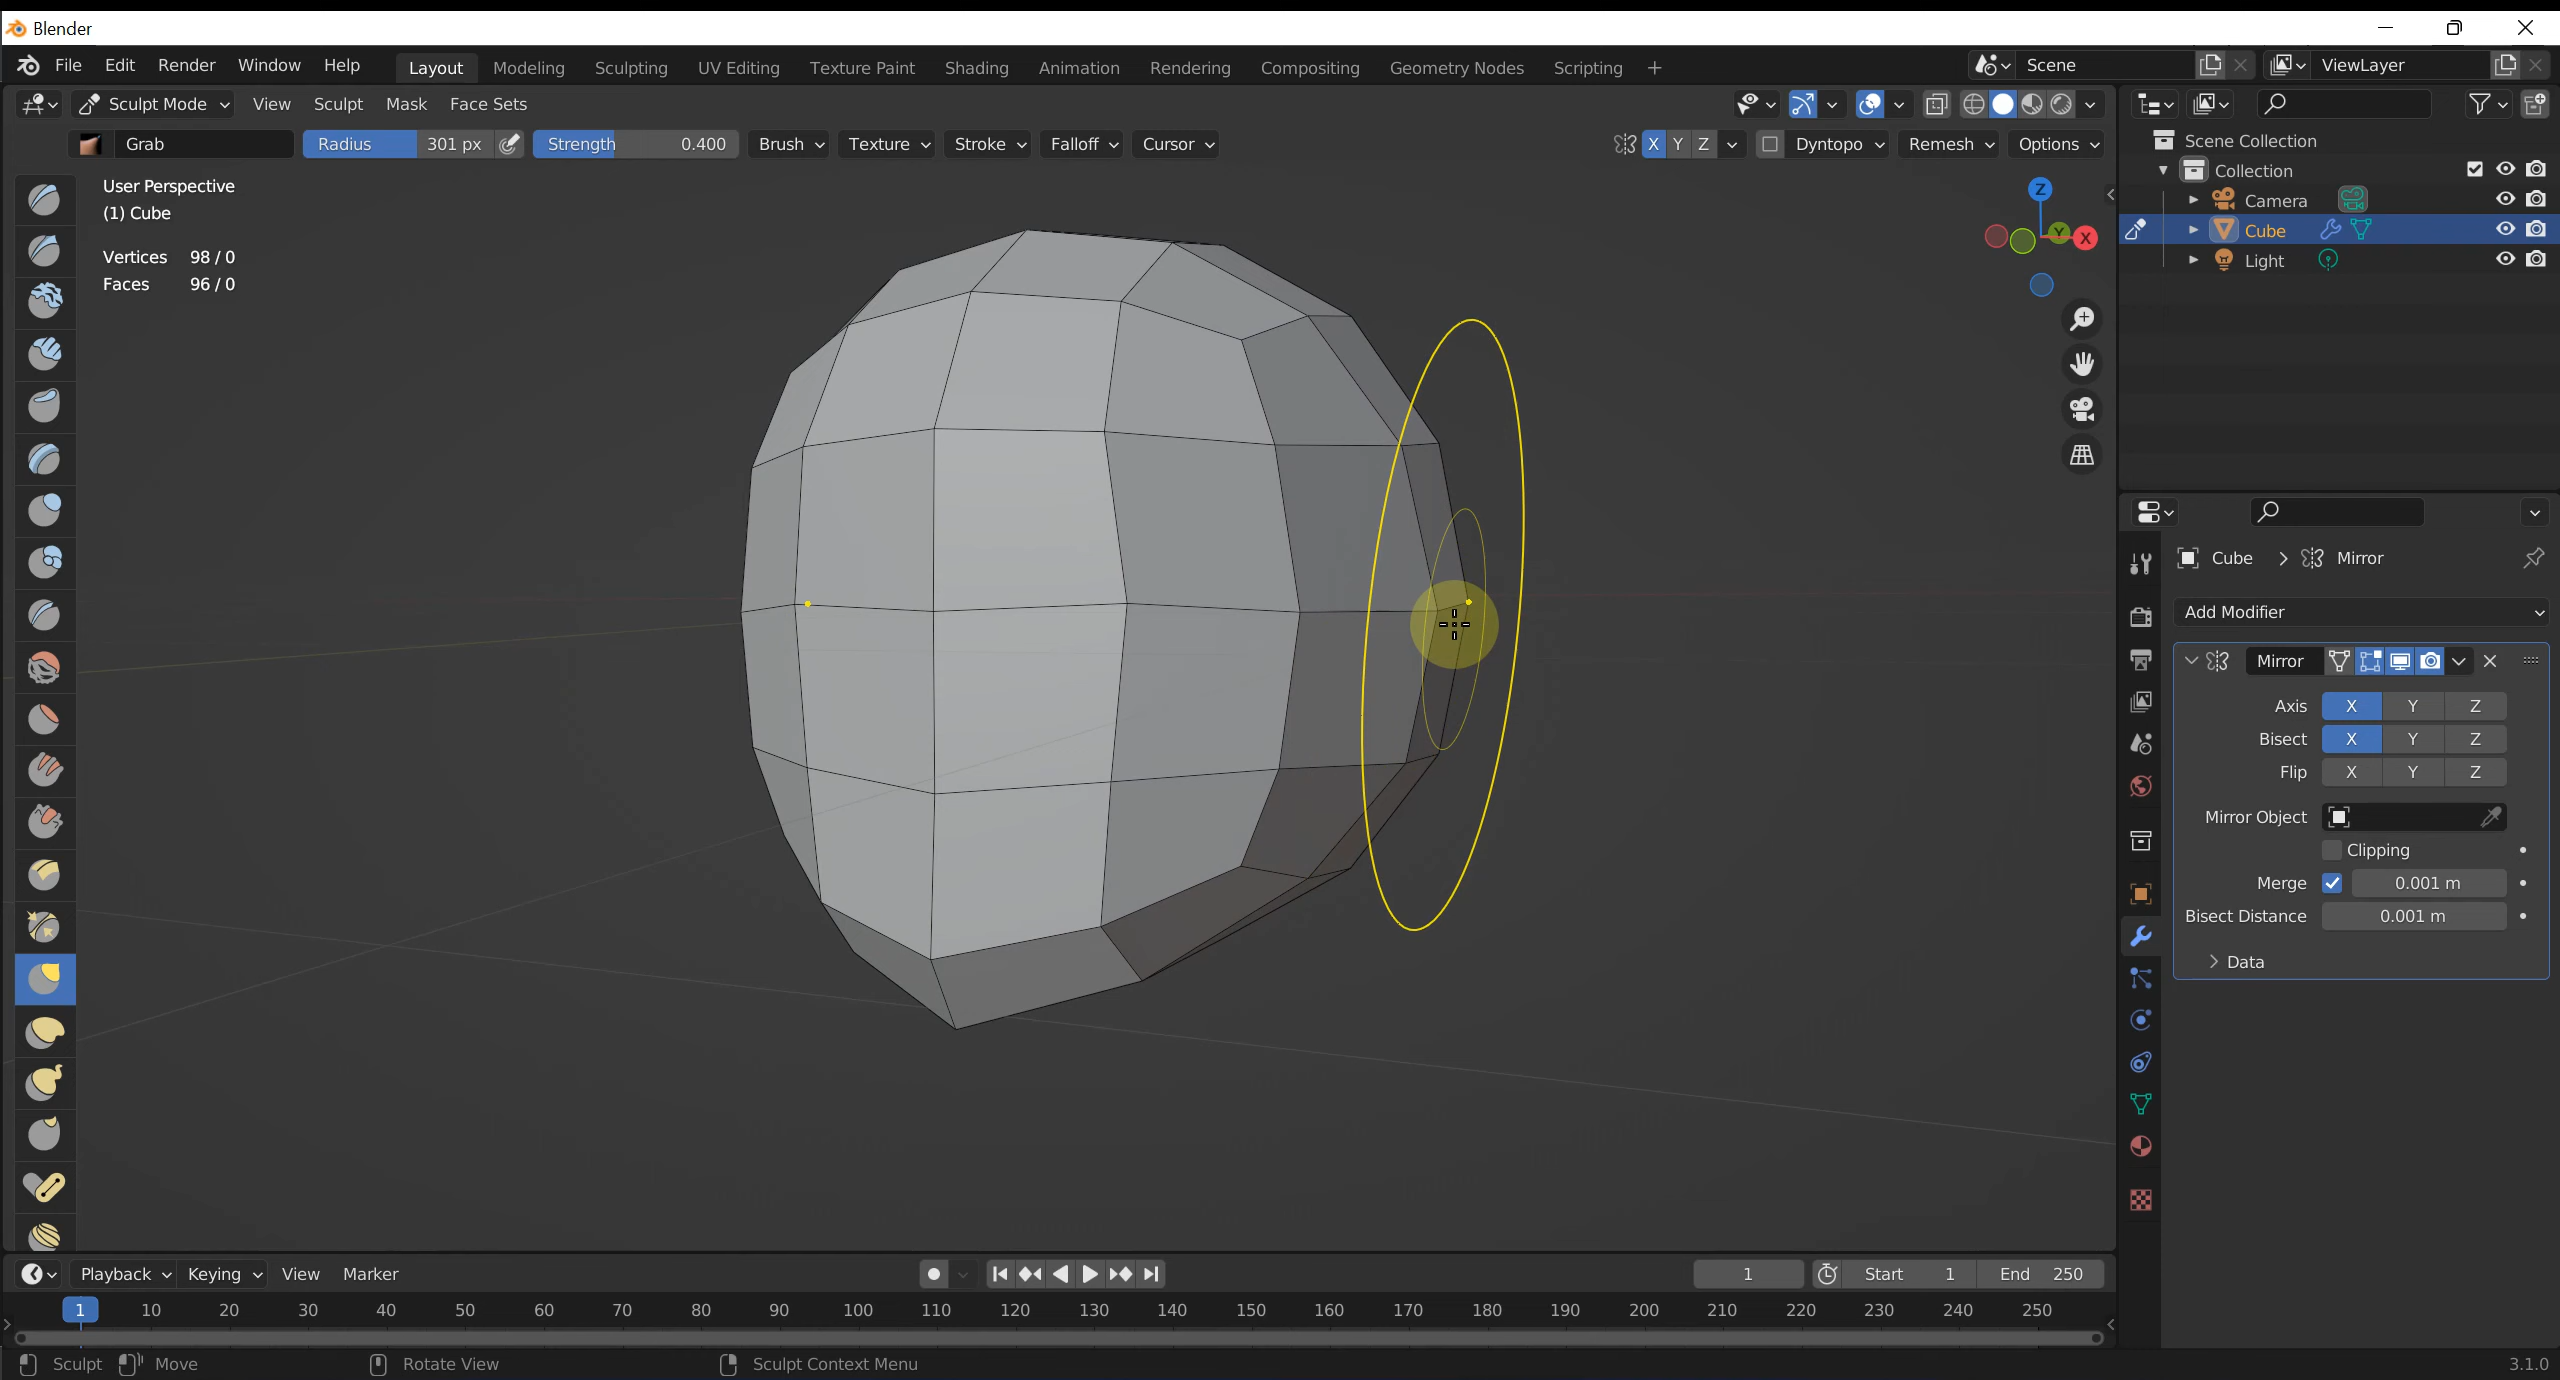 Blender
File Edit Render Window Help Layout Modeling Sculpting UV Editing Texture Paint Shading Animation Rendering Compositing Geometry Nodes Scripting + Scene ViewLayer
Sculpt Mode View Sculpt Mask Face Sets
Grab Radius 301 px Strength 0.400 Brush Texture Stroke Falloff Cursor X Y Z Dyntopo Remesh Options
User Perspective
(1) Cube
Vertices 98 / 0
Faces 96 / 0
Z
Y
X
Scene Collection
Collection
Camera
Cube
Light
Cube > Mirror
Add Modifier
Mirror
Axis X Y Z
Bisect X Y Z
Flip X Y Z
Mirror Object
Clipping
Merge 0.001 m
Bisect Distance 0.001 m
Data
Playback Keying View Marker 1 Start 1 End 250
1 10 20 30 40 50 60 70 80 90 100 110 120 130 140 150 160 170 180 190 200 210 220 230 240 250
Sculpt Move Rotate View Sculpt Context Menu 3.1.0